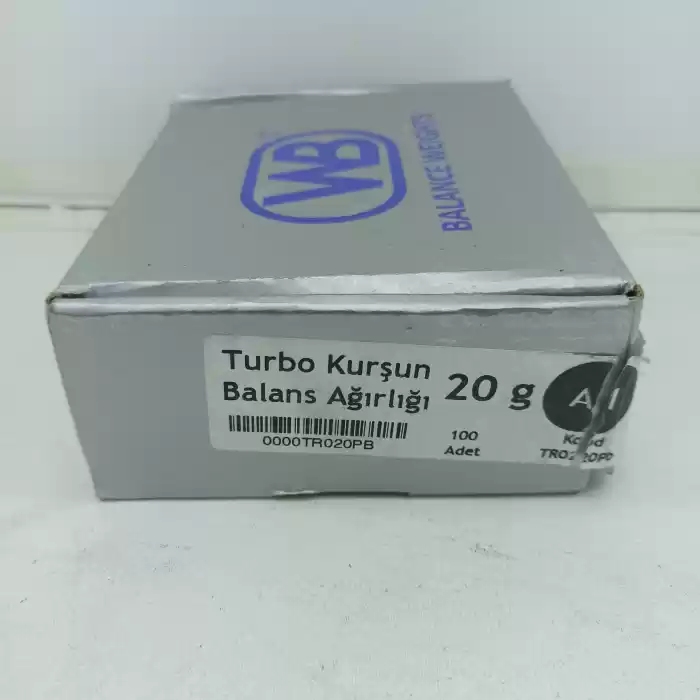 WB
BALANCE WEIGHTS
Turbo Kurşun
Balans Ağırlığı
20 g
100
Adet
0000TR020PB